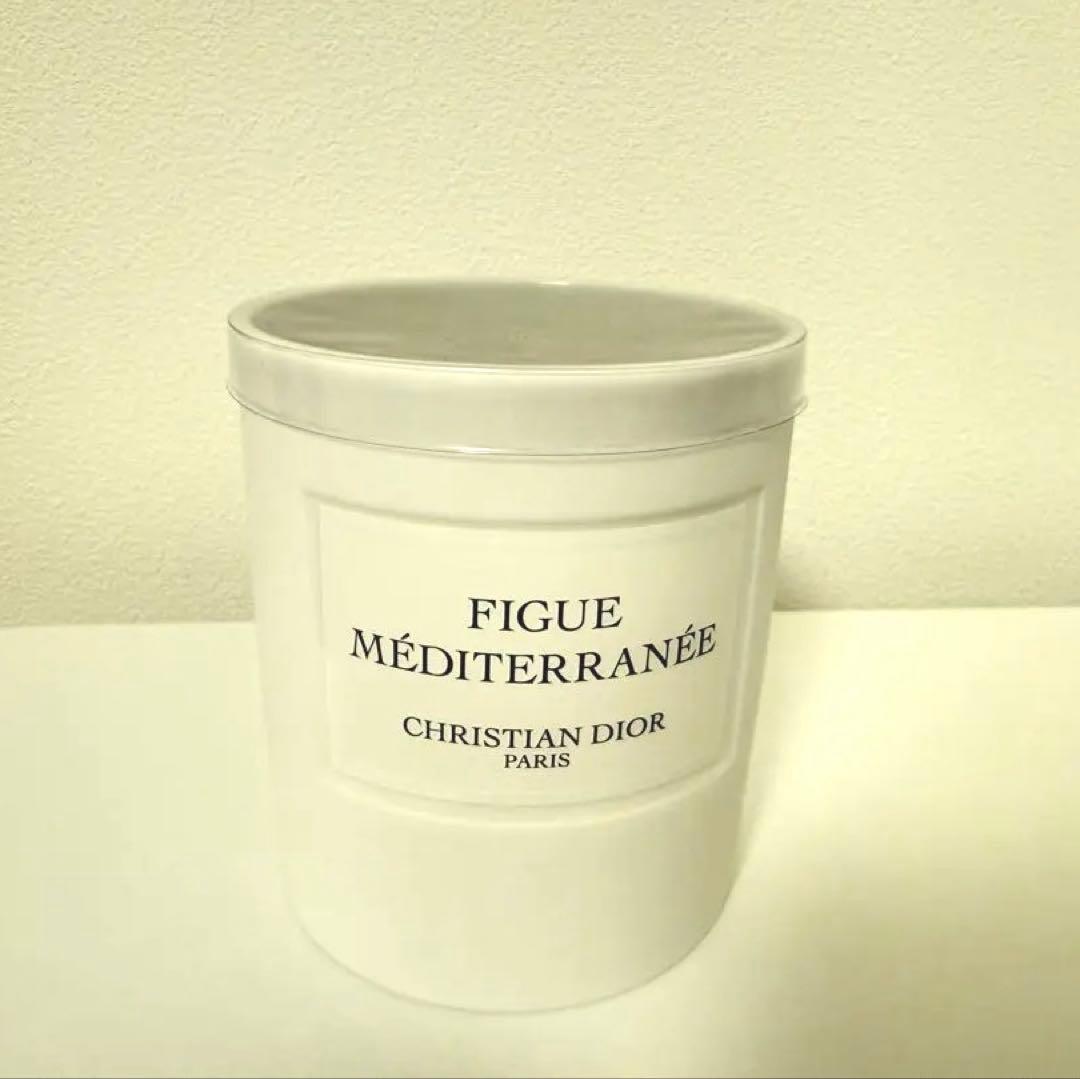 FIGUE
MÉDITERRANÉE
CHRISTIAN DIOR
PARIS